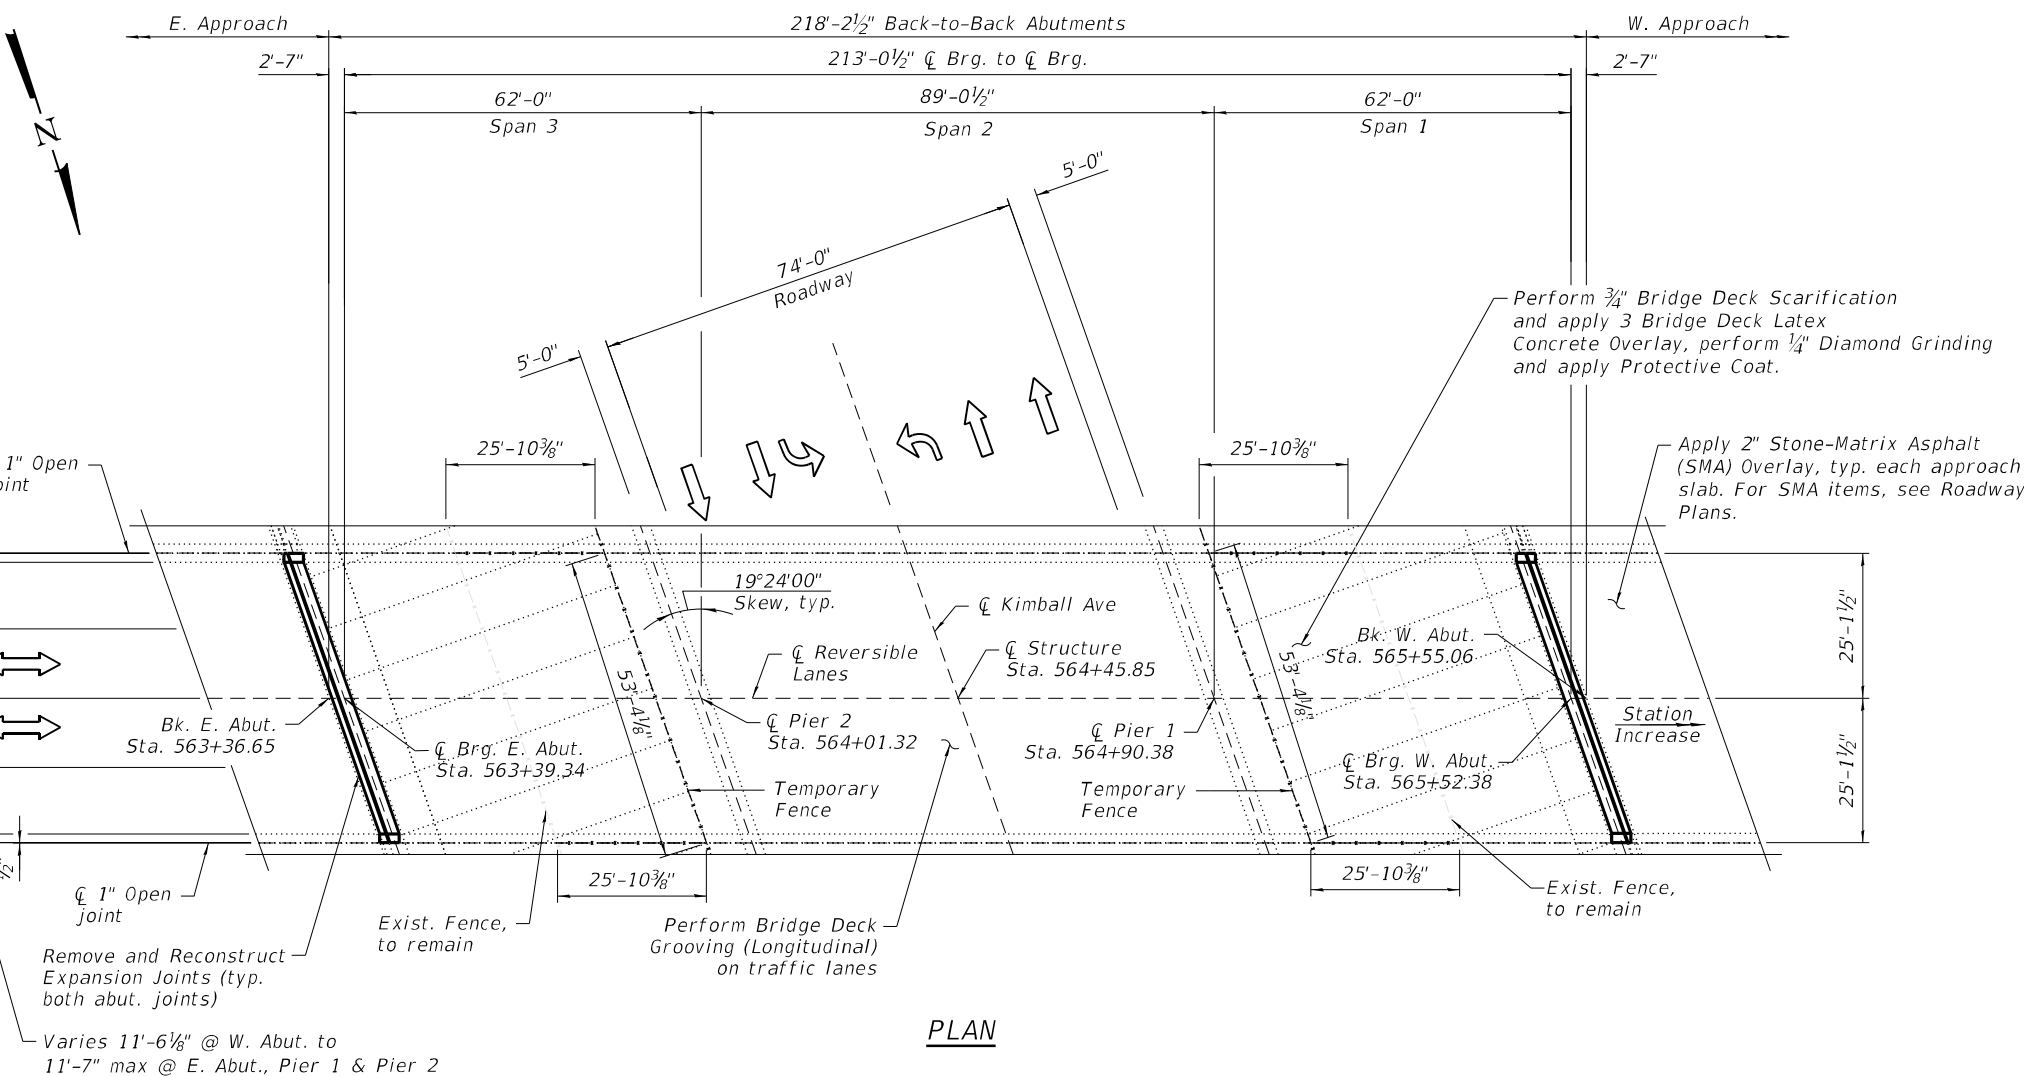 E. Approach
218'-2½" Back-to-Back Abutments
W. Approach
2'-7"
213'-0½" ℄ Brg. to ℄ Brg.
2'-7"
62'-0"
89'-0½"
62'-0"
Span 3
Span 2
Span 1
N
5'-0"
74'-0"
Roadway
5'-0"
Perform ¾" Bridge Deck Scarification
and apply 3 Bridge Deck Latex
Concrete Overlay, perform ¼" Diamond Grinding
and apply Protective Coat.
25'-10⅜"
25'-10⅜"
1" Open
Apply 2" Stone-Matrix Asphalt
(SMA) Overlay, typ. each approach
slab. For SMA items, see Roadway
Plans.
19°24'00"
Skew, typ.
℄ Kimball Ave
℄ Reversible
Lanes
℄ Structure
Sta. 564+45.85
Bk. W. Abut.
Sta. 565+55.06
25'-1½"
53'-4⅛"
53'-4⅛"
Bk. E. Abut.
Sta. 563+36.65
℄ Brg. E. Abut.
Sta. 563+39.34
℄ Pier 2
Sta. 564+01.32
℄ Pier 1
Sta. 564+90.38
℄ Brg. W. Abut.
Sta. 565+52.38
Station
Increase
25'-1½"
Temporary
Fence
Temporary
Fence
25'-10⅜"
25'-10⅜"
℄ 1" Open
joint
Exist. Fence,
to remain
Perform Bridge Deck
Grooving (Longitudinal)
on traffic lanes
Exist. Fence,
to remain
Remove and Reconstruct
Expansion Joints (typ.
both abut. joints)
PLAN
Varies 11'-6⅛" @ W. Abut. to
11'-7" max @ E. Abut., Pier 1 & Pier 2